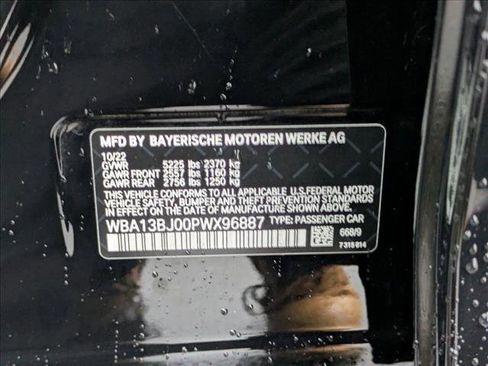 MFD BY BAYERISCHE MOTOREN WERKE AG
10/22
GVWR 5225 lbs 2370 kg
GAWR FRONT 2557 lbs 1160 kg
GAWR REAR 2756 lbs 1250 kg
THIS VEHICLE CONFORMS TO ALL APPLICABLE U.S.FEDERAL MOTOR
VEHICLE SAFETY, BUMPER AND THEFT PREVENTION STANDARDS
IN EFFECT ON THE DATE OF MANUFACTURE SHOWN ABOVE.
WBA13BJ00PWX96887 TYPE: PASSENGER CAR
668/9
7315814